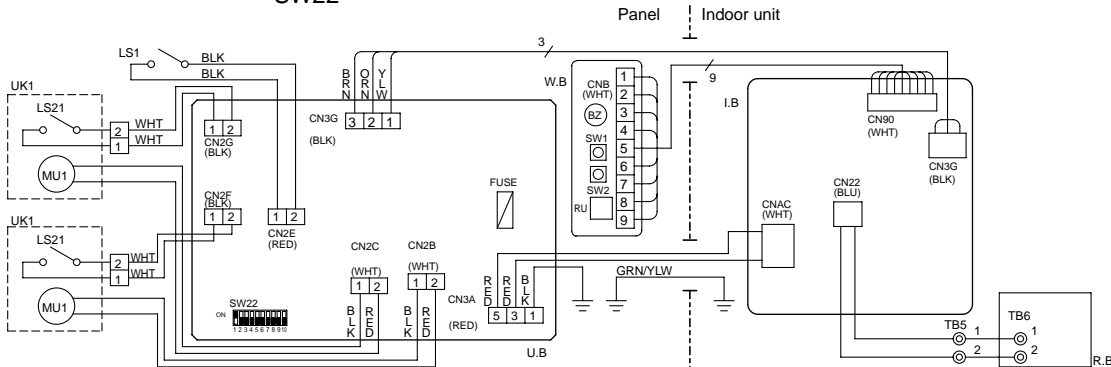 SW22
Panel
Indoor unit
LS1
BLK
BLK
3
9
BRN
ORN
YLW
W.B
CNB
(WHT)
1
2
3
4
5
6
7
8
9
BZ
SW1
SW2
RU
I.B
CN90
(WHT)
CN3G
(BLK)
UK1
LS21
2
1
WHT
WHT
MU1
1 2
CN2G
(BLK)
CN3G
(BLK)
3 2 1
FUSE
CN22
(BLU)
CNAC
(WHT)
CN2F
(BLK)
1 2
1 2
CN2E
(RED)
UK1
LS21
2
1
WHT
WHT
MU1
CN2C
(WHT)
1 2
CN2B
(WHT)
1 2
BLK
RED
BLK
RED
RED
RED
BLK
CN3A
(RED)
5 3 1
GRN/YLW
SW22
ON
1 2 3 4 5 6 7 8 9 10
U.B
TB5
1
2
TB6
1
2
R.B